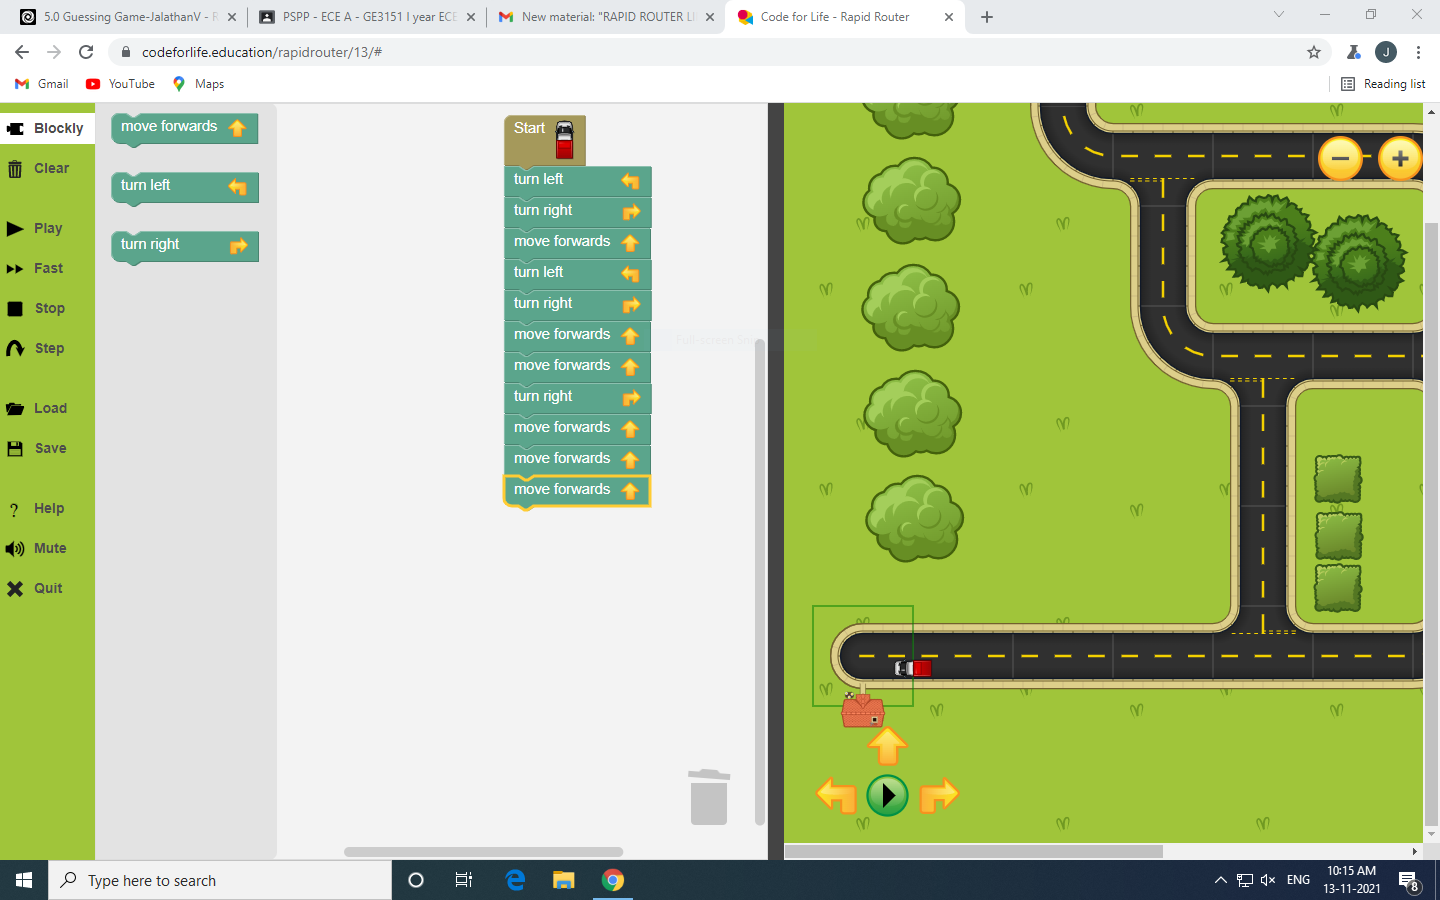 5.0 Guessing Game-JalathanV - R
PSPP - ECE A - GE3151 I year ECE
New material: "RAPID ROUTER LI
Code for Life - Rapid Router
codeforlife.education/rapidrouter/13/#
J
Gmail
YouTube
Maps
Reading list
Blockly
Clear
Play
Fast
Stop
Step
Load
Save
Help
Mute
Quit
move forwards
turn left
turn right
Start
turn left
turn right
move forwards
turn left
turn right
move forwards
move forwards
turn right
move forwards
move forwards
move forwards
Type here to search
ENG
10:15 AM
13-11-2021
8